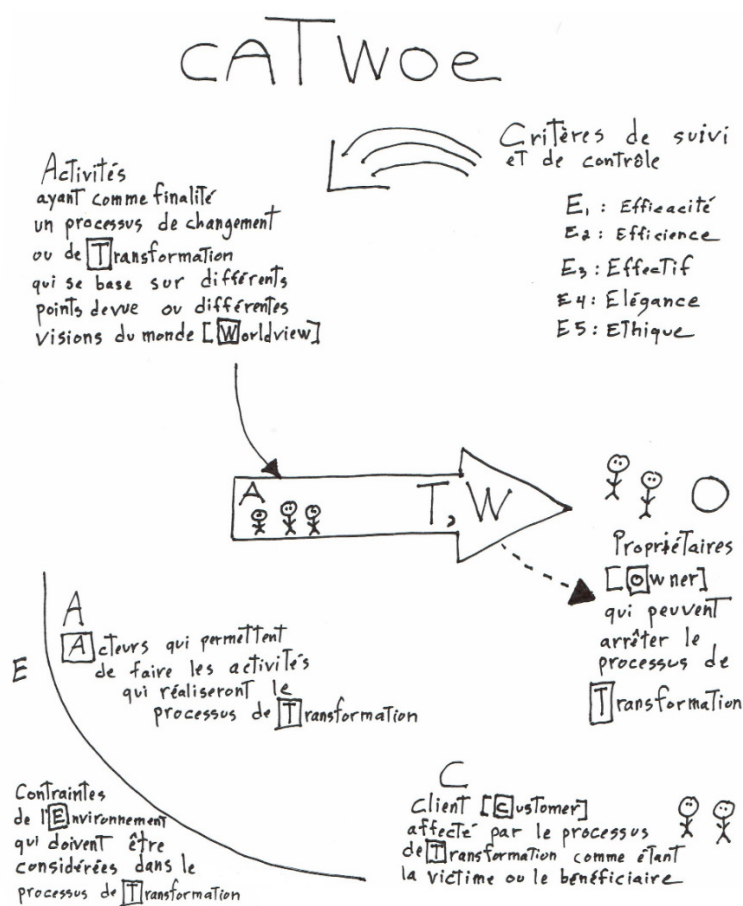 CATWOE
Critères de suivi
et de contrôle
E1 : Efficacité
E2 : Efficience
E3 : Effectif
E4 : Elégance
E5 : Ethique
Activités
ayant comme finalité
un processus de changement
ou de Transformation
qui se base sur différents
points de vue ou différentes
visions du monde [Worldview]
A
T, W
O
Propriétaires
[Owner]
qui peuvent
arrêter le
processus de
Transformation
E
A
Acteurs qui permettent
de faire les activités
qui réaliseront le
processus de Transformation
Contraintes
de l'Environnement
qui doivent être
considérées dans le
processus de Transformation
C
Client [Customer]
affecté par le processus
de Transformation comme étant
la victime ou le bénéficiaire